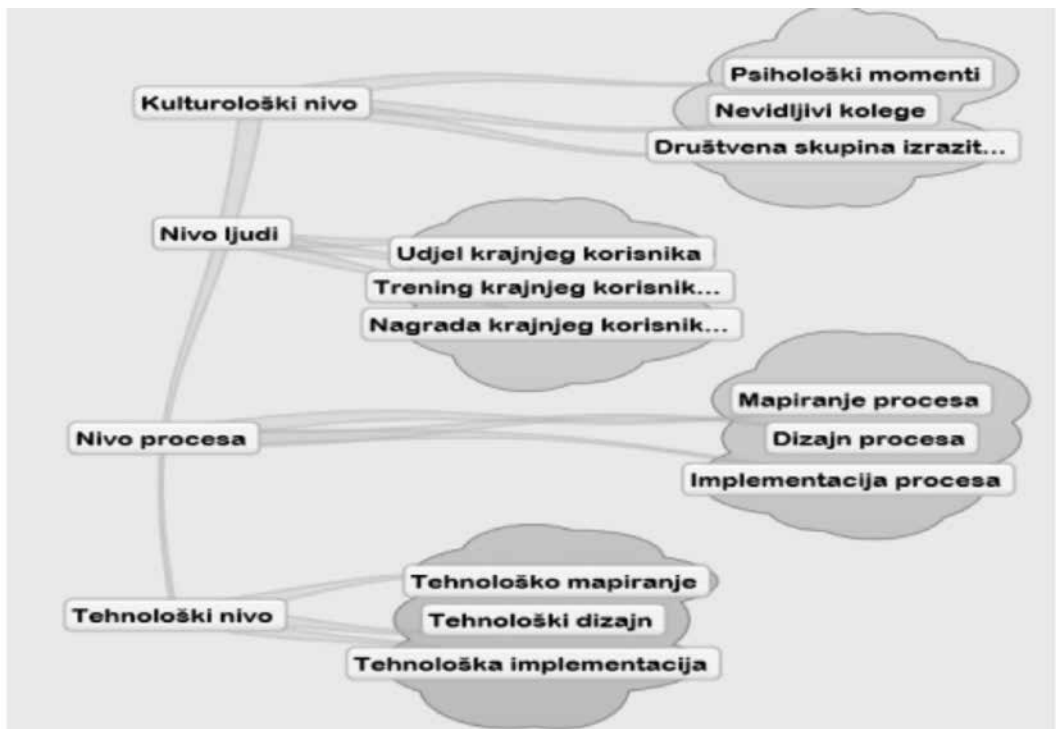 Kulturološki nivo
Psihološki momenti
Nevidljivi kolege
Društvena skupina izrazit...
Nivo ljudi
Udjel krajnjeg korisnika
Trening krajnjeg korisnik...
Nagrada krajnjeg korisnik...
Nivo procesa
Mapiranje procesa
Dizajn procesa
Implementacija procesa
Tehnološki nivo
Tehnološko mapiranje
Tehnološki dizajn
Tehnološka implementacija